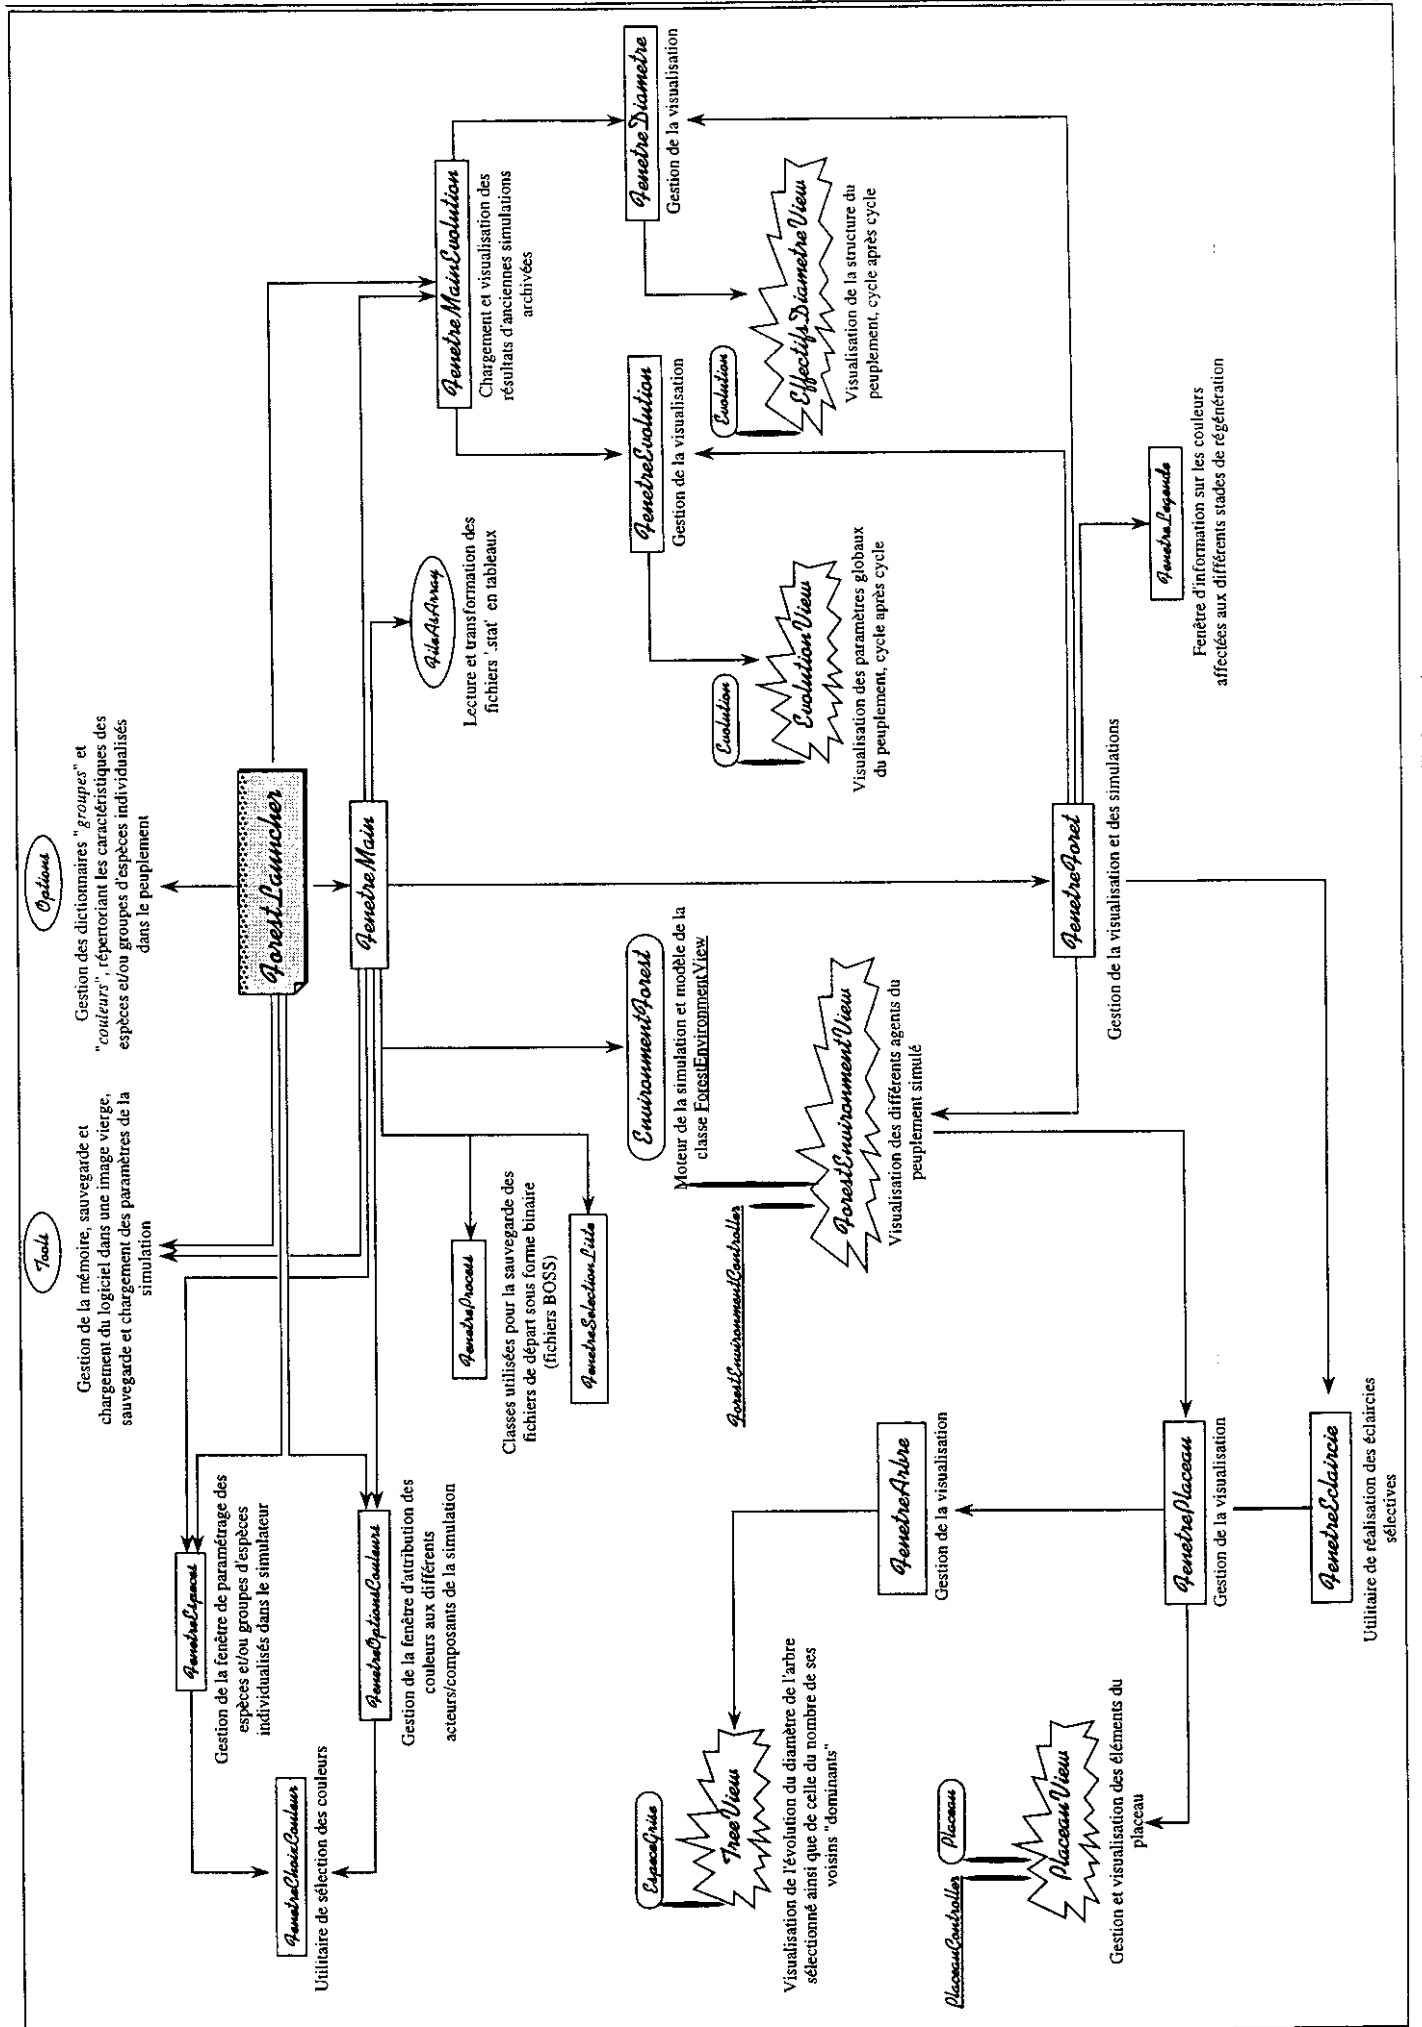 Tools
Gestion de la mémoire, sauvegarde et
chargement du logiciel dans une image vierge,
sauvegarde et chargement des paramètres de la
simulation
Options
Gestion des dictionnaires "groupes" et
"couleurs", répertoriant les caractéristiques des
espèces et/ou groupes d'espèces individualisés
dans le peuplement
ForestLauncher
FenetreMain
FenetreEspeces
Gestion de la fenêtre de paramétrage des
espèces et/ou groupes d'espèces
individualisés dans le simulateur
FenetreChoixCouleur
Utilitaire de sélection des couleurs
FenetreOptionsCouleurs
Gestion de la fenêtre d'attribution des
couleurs aux différents
acteurs/composants de la simulation
FenetreProcess
Classes utilisées pour la sauvegarde des
fichiers de départ sous forme binaire
(fichiers BOSS)
FenetreSelectionListe
FileAsArray
Lecture et transformation des
fichiers '.stat' en tableaux
FenetreMainEvolution
Chargement et visualisation des
résultats d'anciennes simulations
archivées
EnvironmentForest
Moteur de la simulation et modèle de la
classe ForestEnvironmentView
FenetreEvolution
Gestion de la visualisation
FenetreDiametre
Gestion de la visualisation
EspaceGrise
TreeView
Visualisation de l'évolution du diamètre de l'arbre
sélectionné ainsi que de celle du nombre de ses
voisins "dominants"
ForestEnvironmentController
ForestEnvironmentView
Visualisation des différents agents du
peuplement simulé
Evolution
EvolutionView
Visualisation des paramètres globaux
du peuplement, cycle après cycle
Evolution
EffectifsDiametreView
Visualisation de la structure du
peuplement, cycle après cycle
FenetreArbre
Gestion de la visualisation
PlaceauController
Placeau
PlaceauView
Gestion et visualisation des éléments du
placeau
FenetreForet
Gestion de la visualisation et des simulations
FenetreLegende
Fenêtre d'information sur les couleurs
affectées aux différents stades de régénération
FenetrePlaceau
Gestion de la visualisation
FenetreEclaircie
Utilitaire de réalisation des éclaircies
sélectives